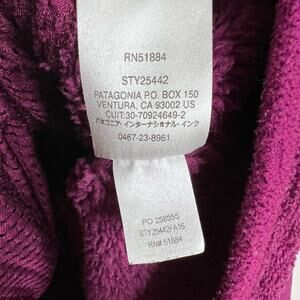 RN51884
STY25442
PATAGONIA P.O. BOX 150
VENTURA, CA 93002 US
CUIT:30-70924649-2
パタゴニア・インターナショナル・インク
0467-23-8961
PO 258555
STY25442FA16
RN# 51884